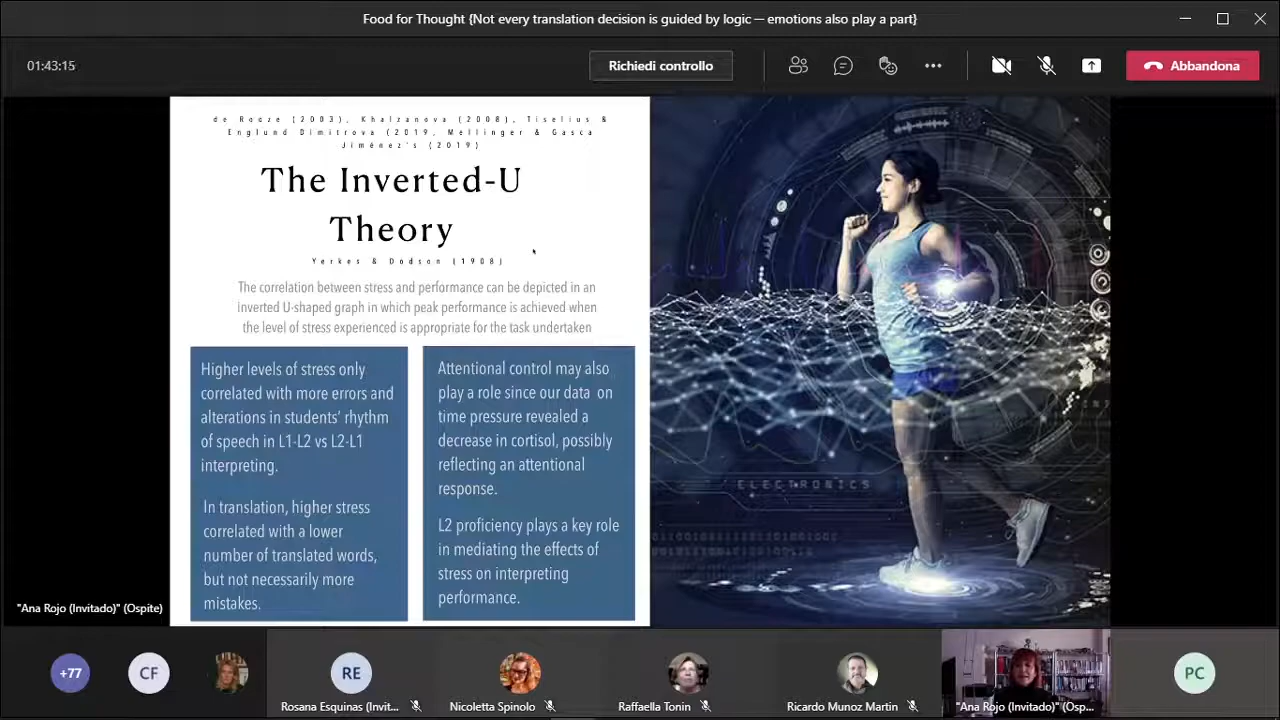 Food for Thought {Not every translation decision is guided by logic — emotions also play a part}
01:43:15
Richiedi controllo
Abbandona
de Rooze (2003), Khalzanova (2008), Tiselius &
Englund Dimitrova (2019, Mellinger & Gasca
Jiménez's (2019)
The Inverted-U
Theory
Yerkes & Dodson (1908)
The correlation between stress and performance can be depicted in an
inverted U-shaped graph in which peak performance is achieved when
the level of stress experienced is appropriate for the task undertaken
Higher levels of stress only
correlated with more errors and
alterations in students' rhythm
of speech in L1-L2 vs L2-L1
interpreting.
In translation, higher stress
correlated with a lower
number of translated words,
but not necessarily more
mistakes.
Attentional control may also
play a role since our data on
time pressure revealed a
decrease in cortisol, possibly
reflecting an attentional
response.
L2 proficiency plays a key role
in mediating the effects of
stress on interpreting
performance.
ELECTRONICS
"Ana Rojo (Invitado)" (Ospite)
+77
CF
RE
PC
Rosana Esquinas (Invit...
Nicoletta Spinolo
Raffaella Tonin
Ricardo Munoz Martin
"Ana Rojo (Invitado)" (Osp...